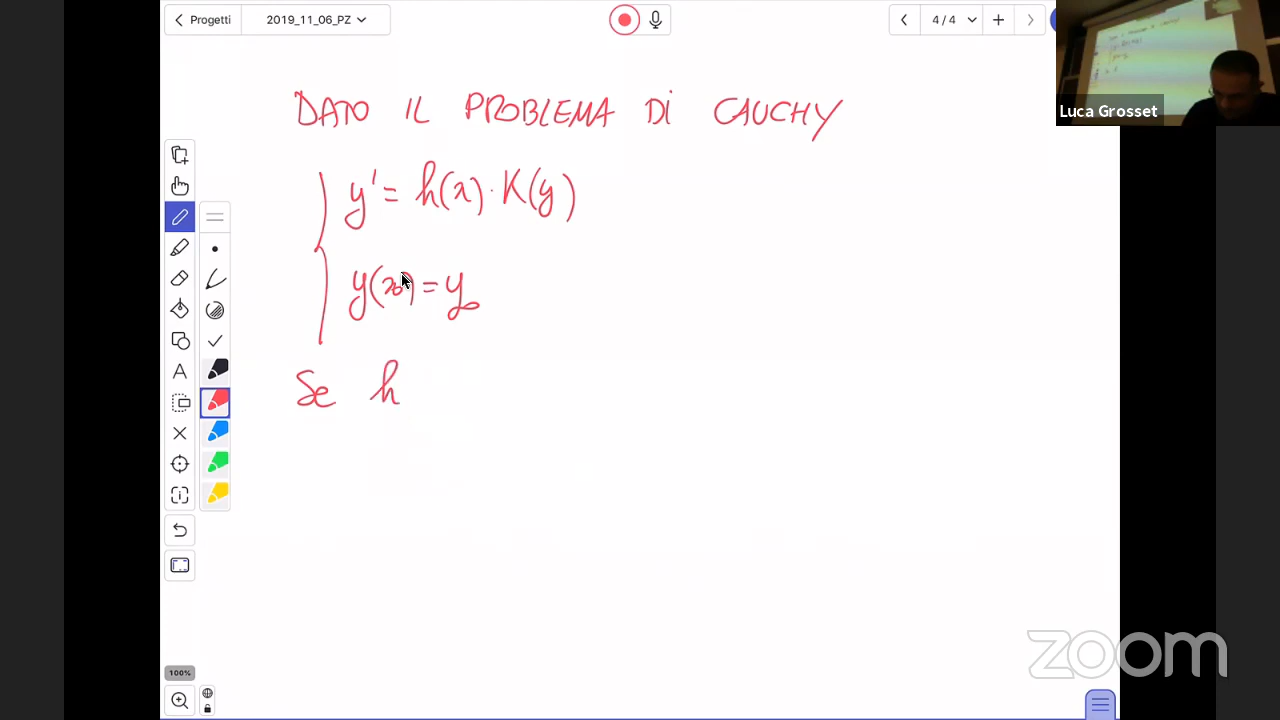 Progetti 2019_11_06_PZ 4/4
Luca Grosset
DATO IL PROBLEMA DI CAUCHY
y' = h(x) · K(y)
y(x₀) = y₀
Se h
A
100%
zoom